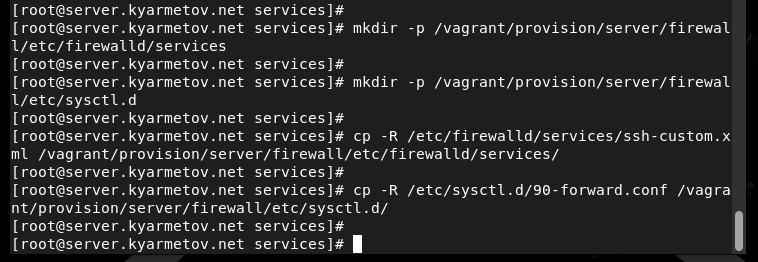 [root@server.kyarmetov.net services]#
[root@server.kyarmetov.net services]# mkdir -p /vagrant/provision/server/firewal
l/etc/firewalld/services
[root@server.kyarmetov.net services]#
[root@server.kyarmetov.net services]# mkdir -p /vagrant/provision/server/firewal
l/etc/sysctl.d
[root@server.kyarmetov.net services]#
[root@server.kyarmetov.net services]# cp -R /etc/firewalld/services/ssh-custom.x
ml /vagrant/provision/server/firewall/etc/firewalld/services/
[root@server.kyarmetov.net services]#
[root@server.kyarmetov.net services]# cp -R /etc/sysctl.d/90-forward.conf /vagra
nt/provision/server/firewall/etc/sysctl.d/
[root@server.kyarmetov.net services]#
[root@server.kyarmetov.net services]#